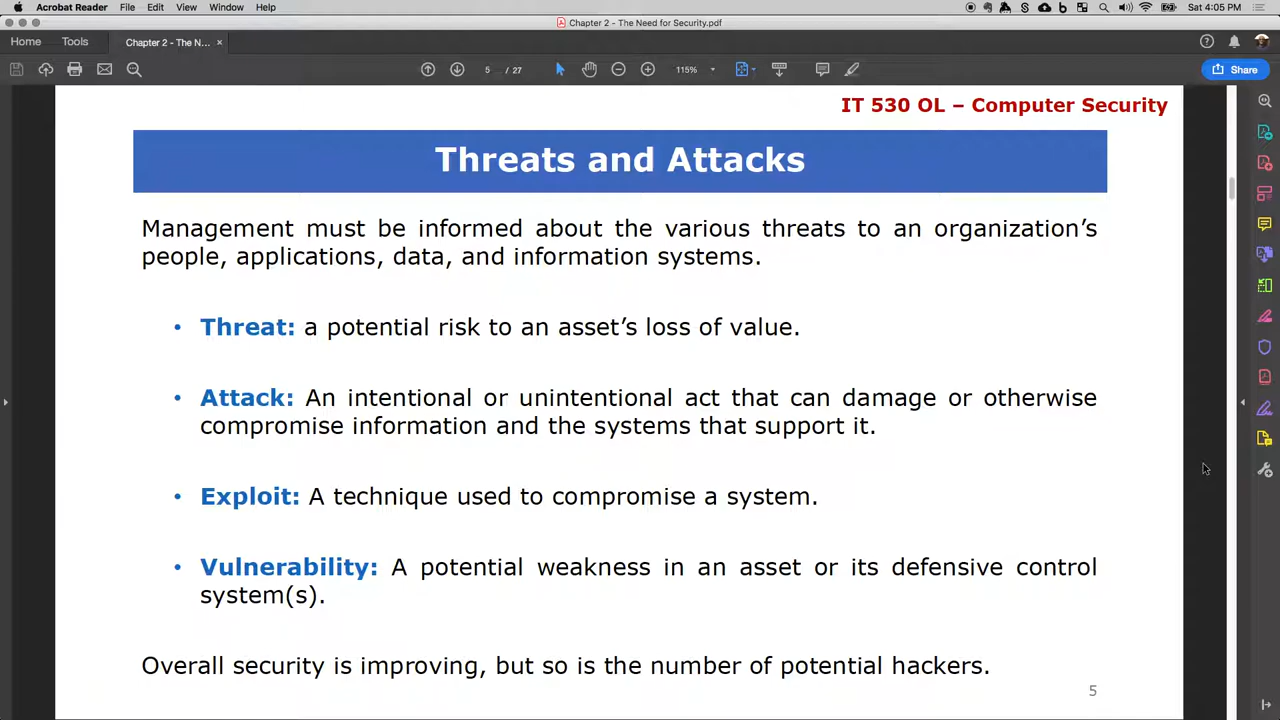 Acrobat Reader File Edit View Window Help Sat 4:05 PM
Chapter 2 - The Need for Security.pdf
Home Tools Chapter 2 - The N... ×
5 / 27 115% Share
IT 530 OL – Computer Security
Threats and Attacks
Management must be informed about the various threats to an organization’s
people, applications, data, and information systems.
• Threat: a potential risk to an asset’s loss of value.
• Attack: An intentional or unintentional act that can damage or otherwise
compromise information and the systems that support it.
• Exploit: A technique used to compromise a system.
• Vulnerability: A potential weakness in an asset or its defensive control
system(s).
Overall security is improving, but so is the number of potential hackers.
5